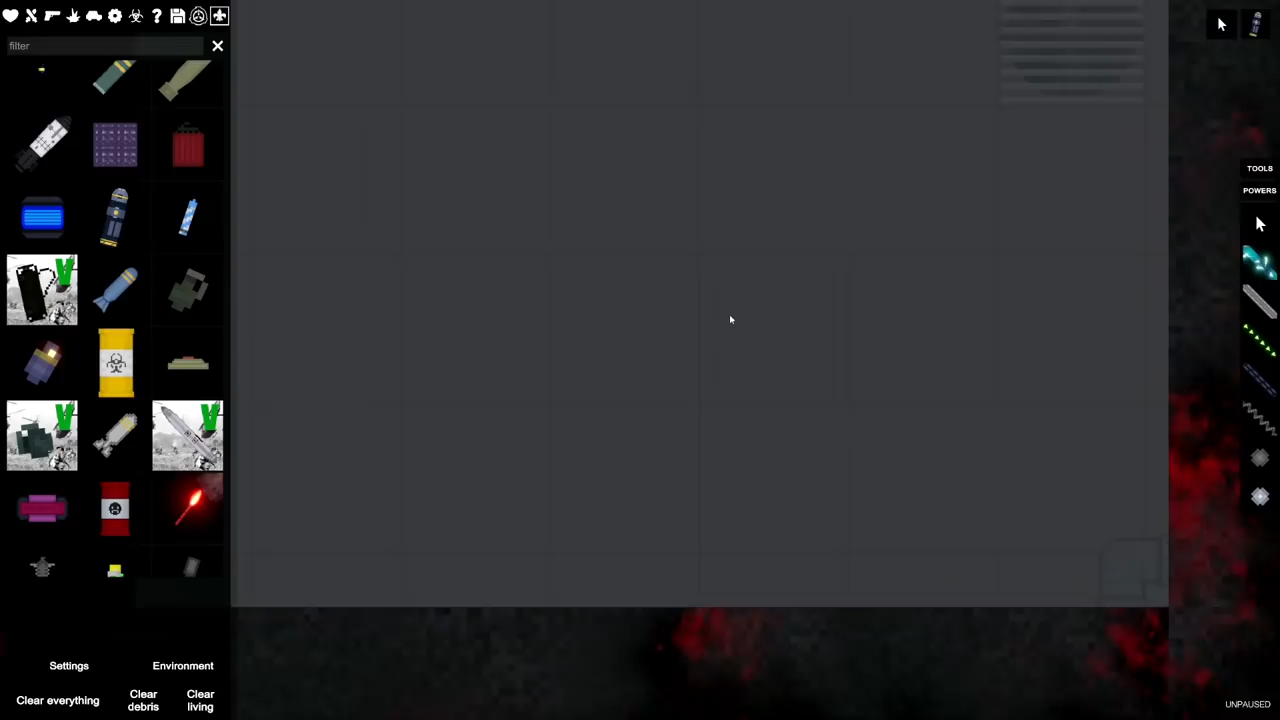 filter
TOOLS
POWERS
V
V
V
Settings
Environment
Clear everything
Clear debris
Clear living
UNPAUSED